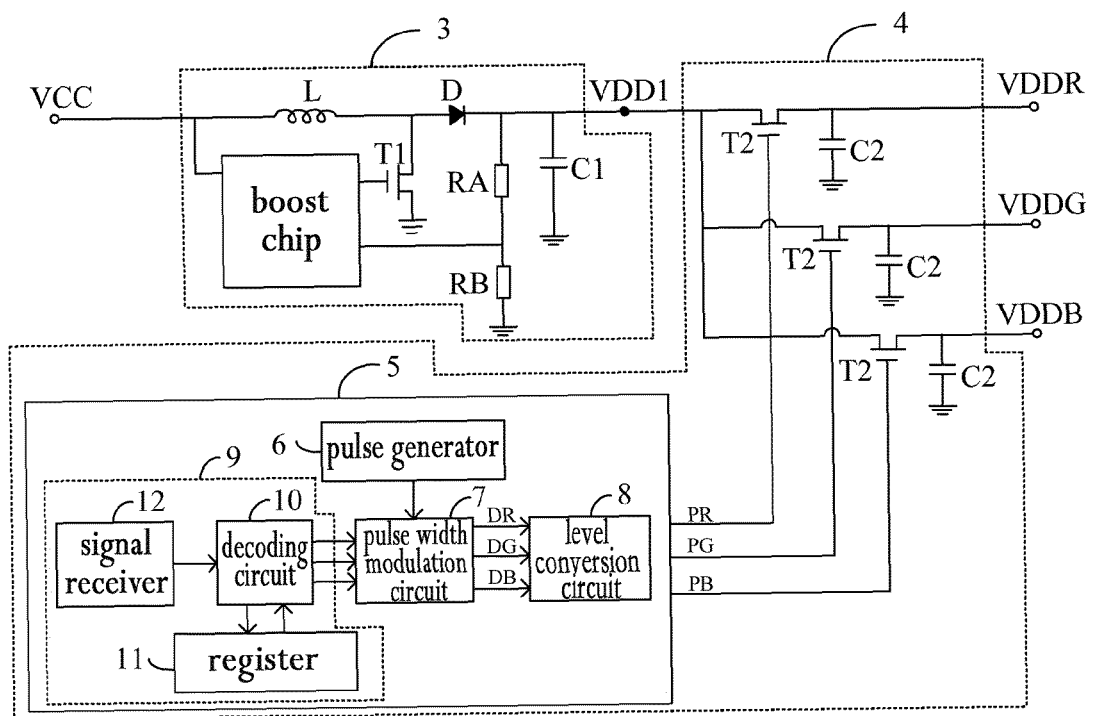 3
4
VCC
L
D
VDD1
VDDR
T1
RA
C1
T2
C2
boost
chip
VDDG
T2
C2
RB
VDDB
T2
C2
5
6
pulse generator
9
12
10
7
8
signal
receiver
decoding
circuit
pulse width
modulation
circuit
DR
DG
DB
level
conversion
circuit
PR
PG
PB
11
register